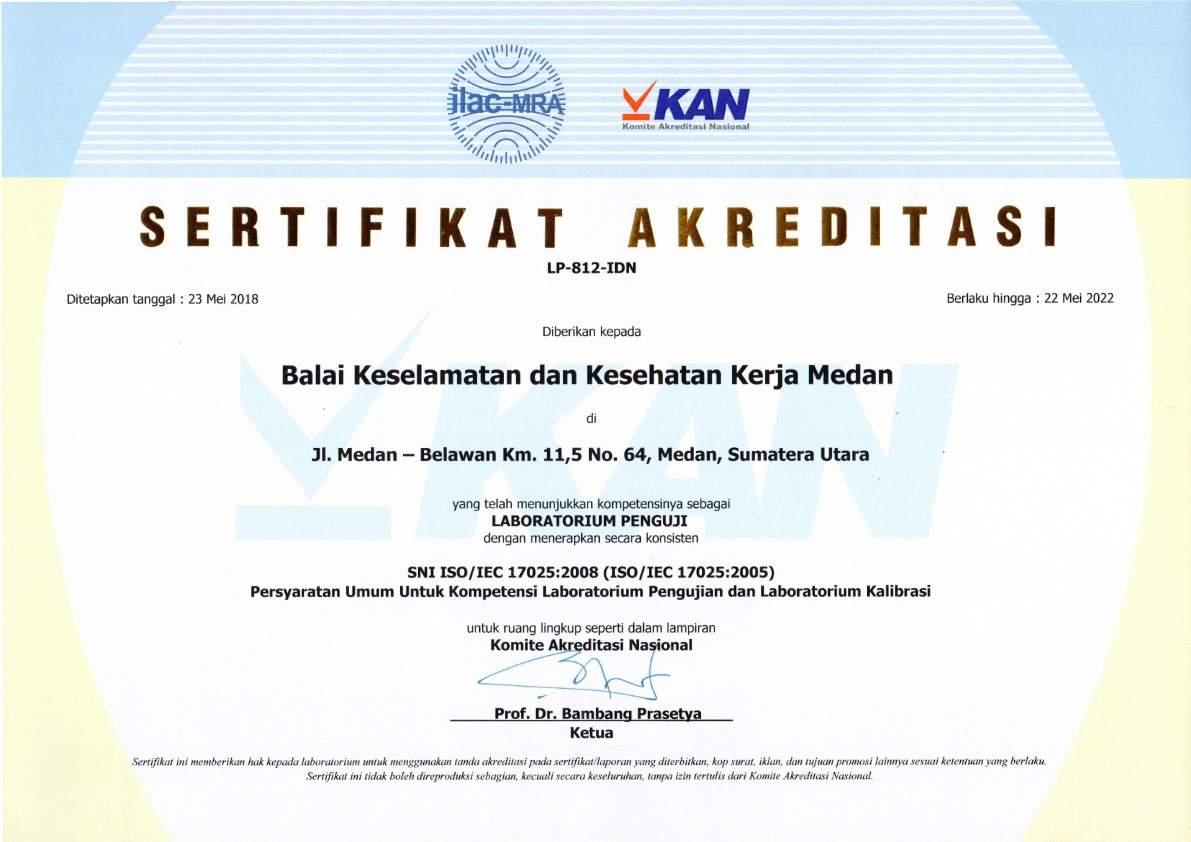 ilac-MRA
KAN
Komite Akreditasi Nasional
SERTIFIKAT AKREDITASI
LP-812-IDN
Ditetapkan tanggal : 23 Mei 2018
Berlaku hingga : 22 Mei 2022
Diberikan kepada
Balai Keselamatan dan Kesehatan Kerja Medan
di
Jl. Medan – Belawan Km. 11,5 No. 64, Medan, Sumatera Utara
yang telah menunjukkan kompetensinya sebagai
LABORATORIUM PENGUJI
dengan menerapkan secara konsisten
SNI ISO/IEC 17025:2008 (ISO/IEC 17025:2005)
Persyaratan Umum Untuk Kompetensi Laboratorium Pengujian dan Laboratorium Kalibrasi
untuk ruang lingkup seperti dalam lampiran
Komite Akreditasi Nasional
Prof. Dr. Bambang Prasetya
Ketua
Sertifikat ini memberikan hak kepada laboratorium untuk menggunakan tanda akreditasi pada sertifikat/laporan yang diterbitkan, kop surat, iklan, dan tujuan promosi lainnya sesuai ketentuan yang berlaku.
Sertifikat ini tidak boleh direproduksi sebagian, kecuali secara keseluruhan, tanpa izin tertulis dari Komite Akreditasi Nasional.
KAN